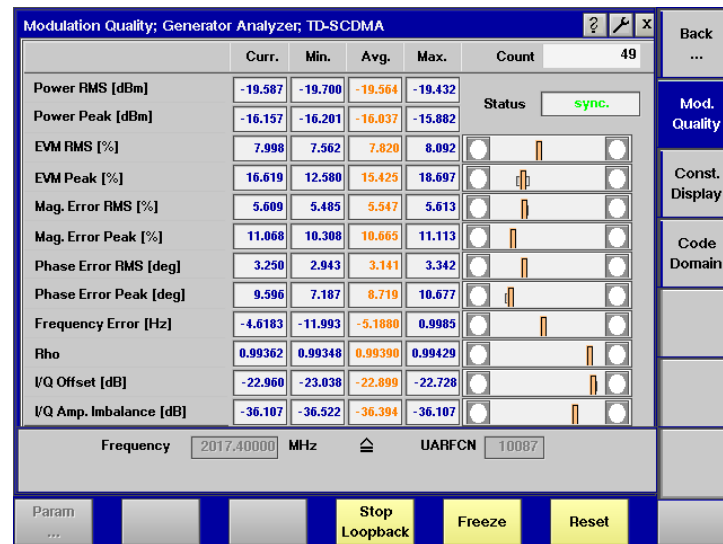 Modulation Quality; Generator Analyzer; TD-SCDMA ? x
Curr. Min. Avg. Max. Count 49
Power RMS [dBm] -19.587 -19.700 -19.564 -19.432
Status sync.
Power Peak [dBm] -16.157 -16.201 -16.037 -15.882
EVM RMS [%] 7.998 7.562 7.820 8.092
EVM Peak [%] 16.619 12.580 15.425 18.697
Mag. Error RMS [%] 5.609 5.485 5.547 5.613
Mag. Error Peak [%] 11.068 10.308 10.665 11.113
Phase Error RMS [deg] 3.250 2.943 3.141 3.342
Phase Error Peak [deg] 9.596 7.187 8.719 10.677
Frequency Error [Hz] -4.6183 -11.993 -5.1880 0.9985
Rho 0.99362 0.99348 0.99390 0.99429
I/Q Offset [dB] -22.960 -23.038 -22.899 -22.728
I/Q Amp. Imbalance [dB] -36.107 -36.522 -36.394 -36.107
Frequency 2017.40000 MHz ≙ UARFCN 10087
Back
...
Mod.
Quality
Const.
Display
Code
Domain
Param
...
Stop
Loopback
Freeze
Reset